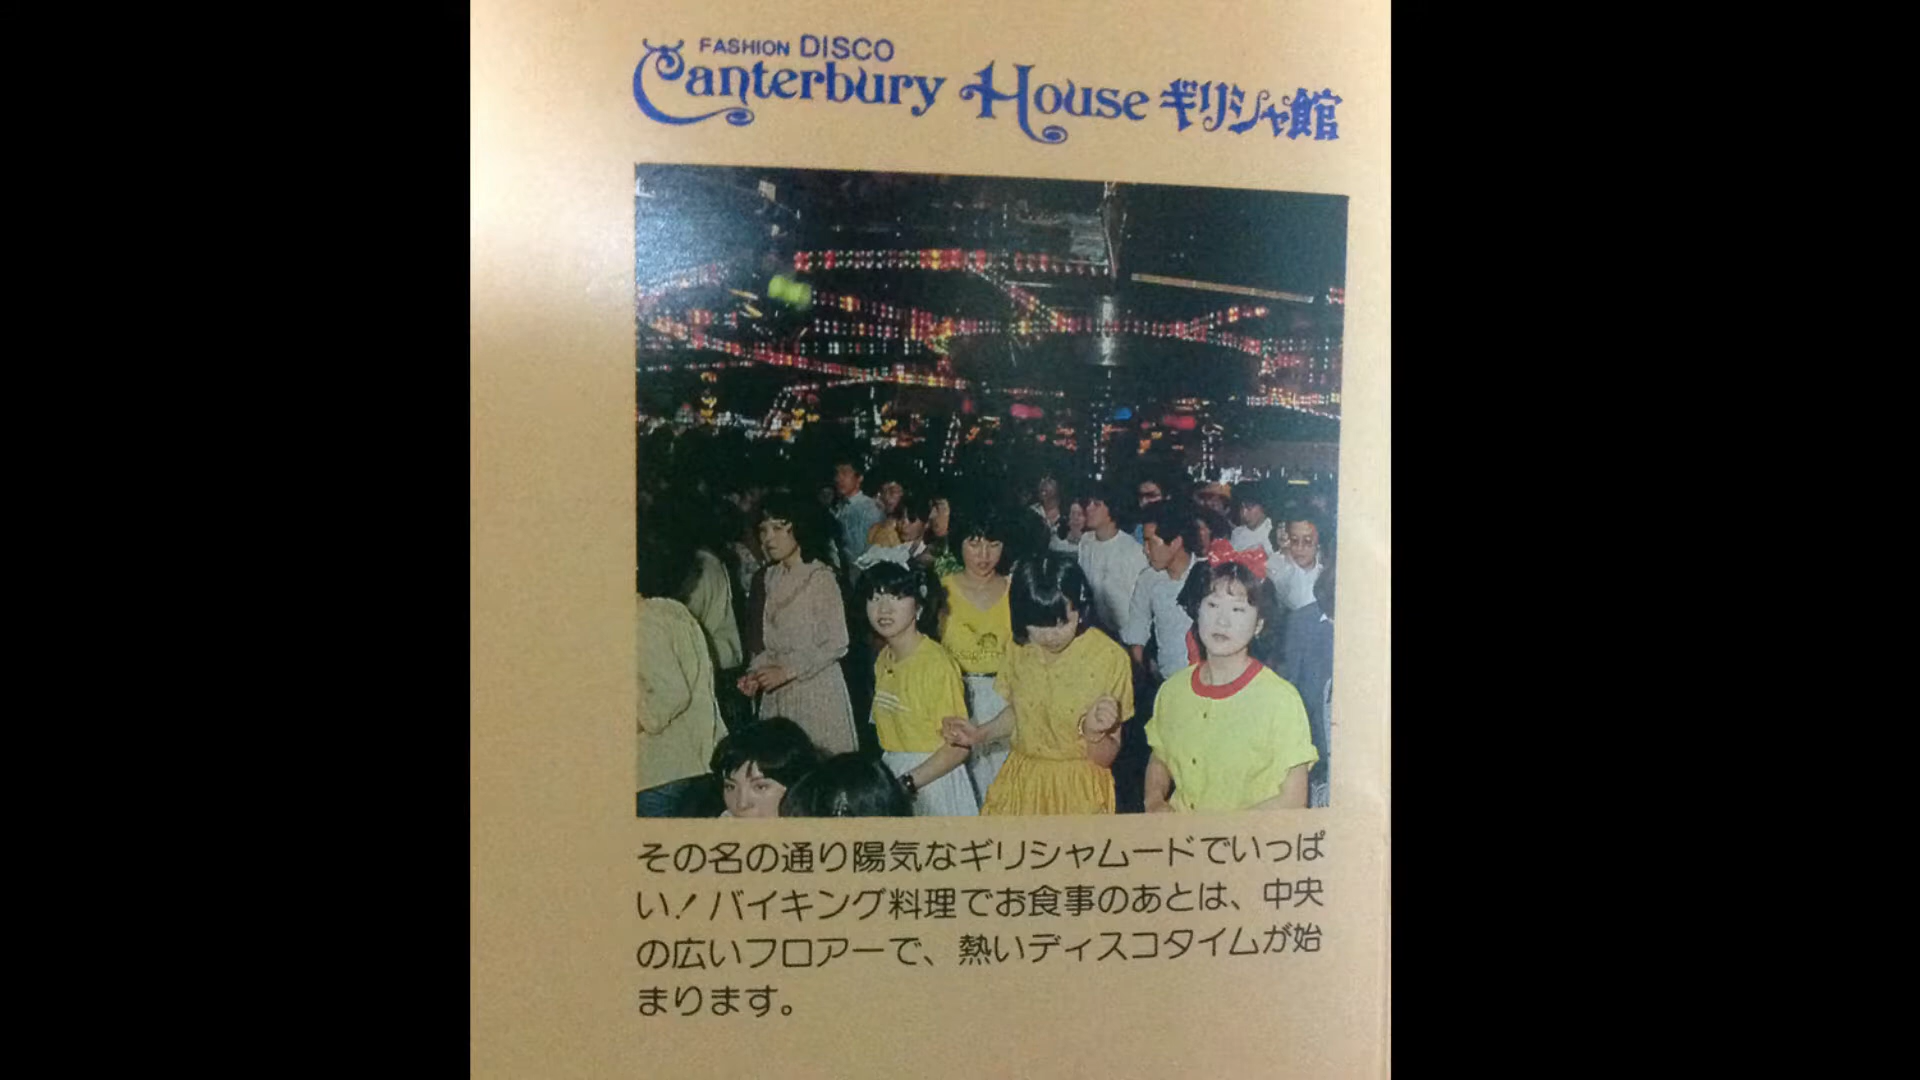 FASHION DISCO
Canterbury House ギリシャ館
その名の通り陽気なギリシャムードでいっぱ
い！バイキング料理でお食事のあとは、中央
の広いフロアーで、熱いディスコタイムが始
まります。